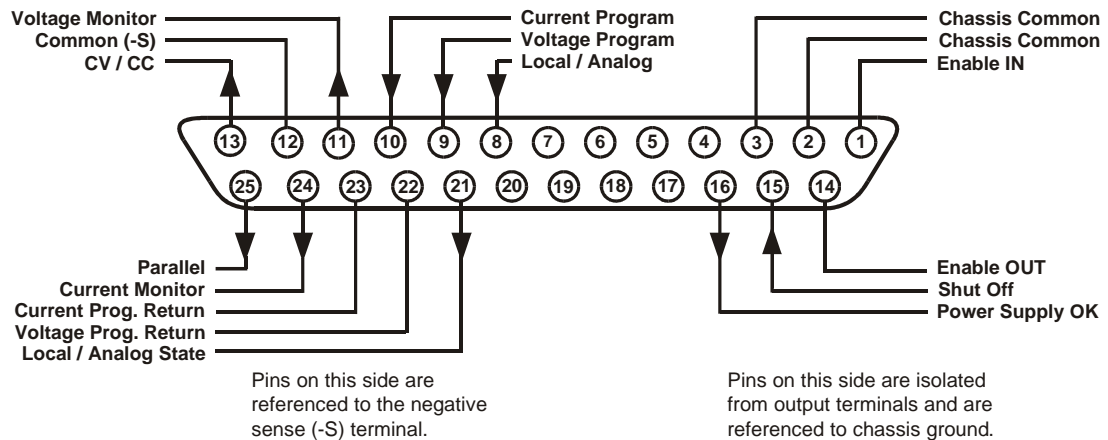 Voltage Monitor
Common (-S)
CV / CC
Current Program
Voltage Program
Local / Analog
Chassis Common
Chassis Common
Enable IN
13 12 11 10 9 8 7 6 5 4 3 2 1
25 24 23 22 21 20 19 18 17 16 15 14
Parallel
Current Monitor
Current Prog. Return
Voltage Prog. Return
Local / Analog State
Enable OUT
Shut Off
Power Supply OK
Pins on this side are
referenced to the negative
sense (-S) terminal.
Pins on this side are isolated
from output terminals and are
referenced to chassis ground.